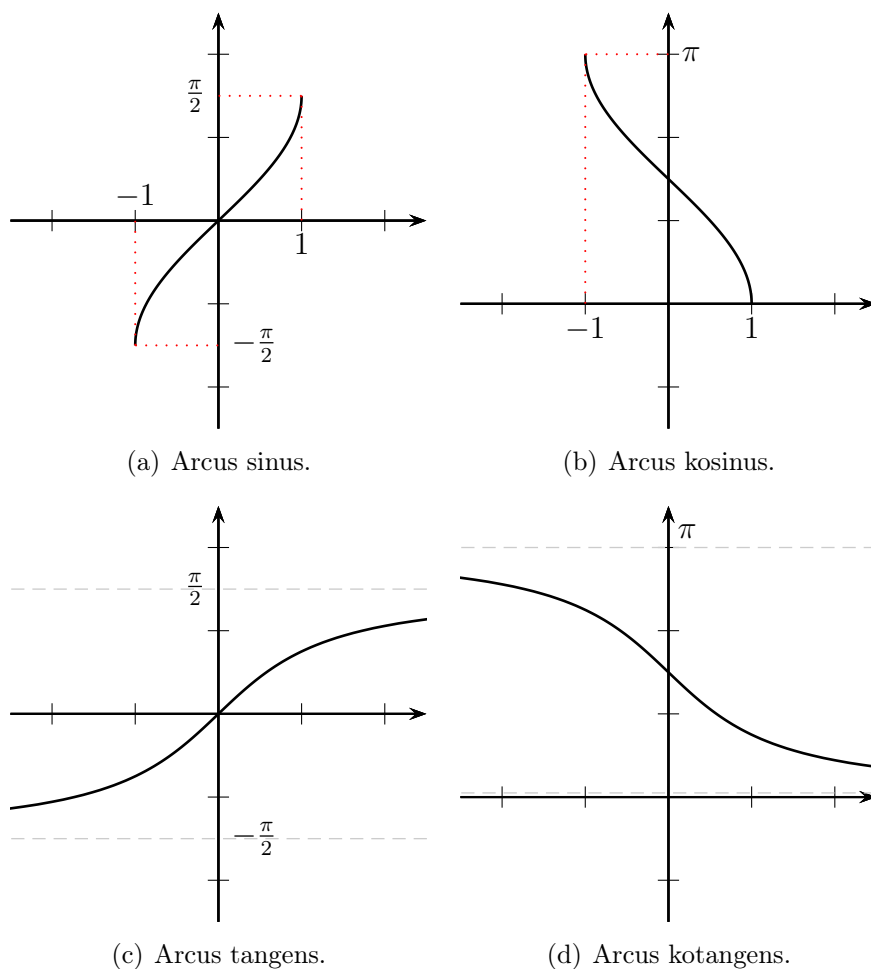 π/2
π
−1
1
−π/2
−1
1
(a) Arcus sinus.
(b) Arcus kosinus.
π
π/2
−π/2
(c) Arcus tangens.
(d) Arcus kotangens.